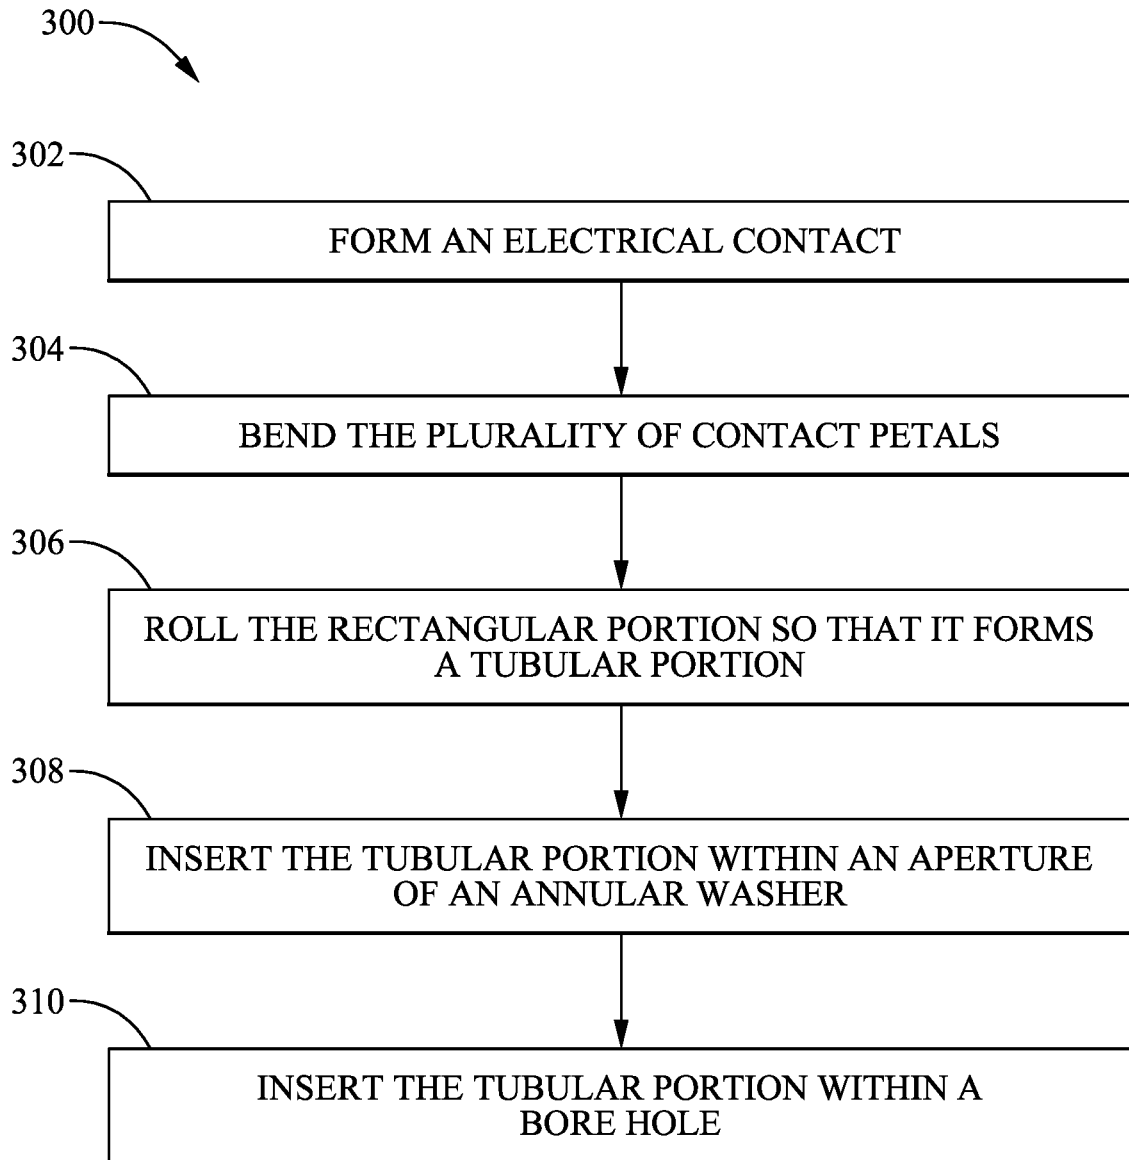 300
302
FORM AN ELECTRICAL CONTACT
304
BEND THE PLURALITY OF CONTACT PETALS
306
ROLL THE RECTANGULAR PORTION SO THAT IT FORMS
A TUBULAR PORTION
308
INSERT THE TUBULAR PORTION WITHIN AN APERTURE
OF AN ANNULAR WASHER
310
INSERT THE TUBULAR PORTION WITHIN A
BORE HOLE